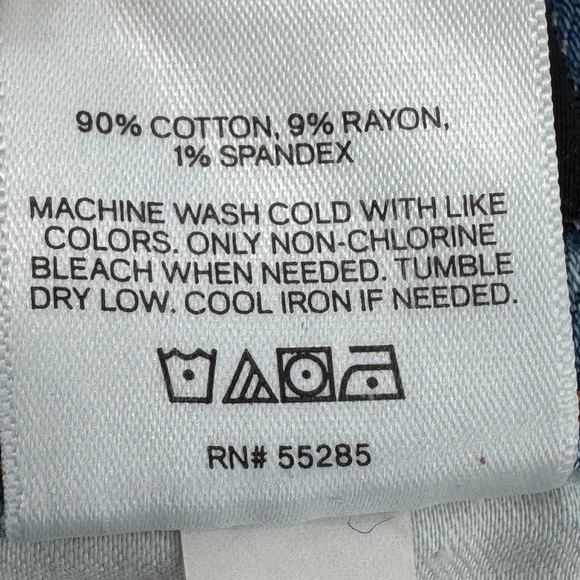 90% COTTON, 9% RAYON,
1% SPANDEX
MACHINE WASH COLD WITH LIKE
COLORS. ONLY NON-CHLORINE
BLEACH WHEN NEEDED. TUMBLE
DRY LOW. COOL IRON IF NEEDED.
RN# 55285